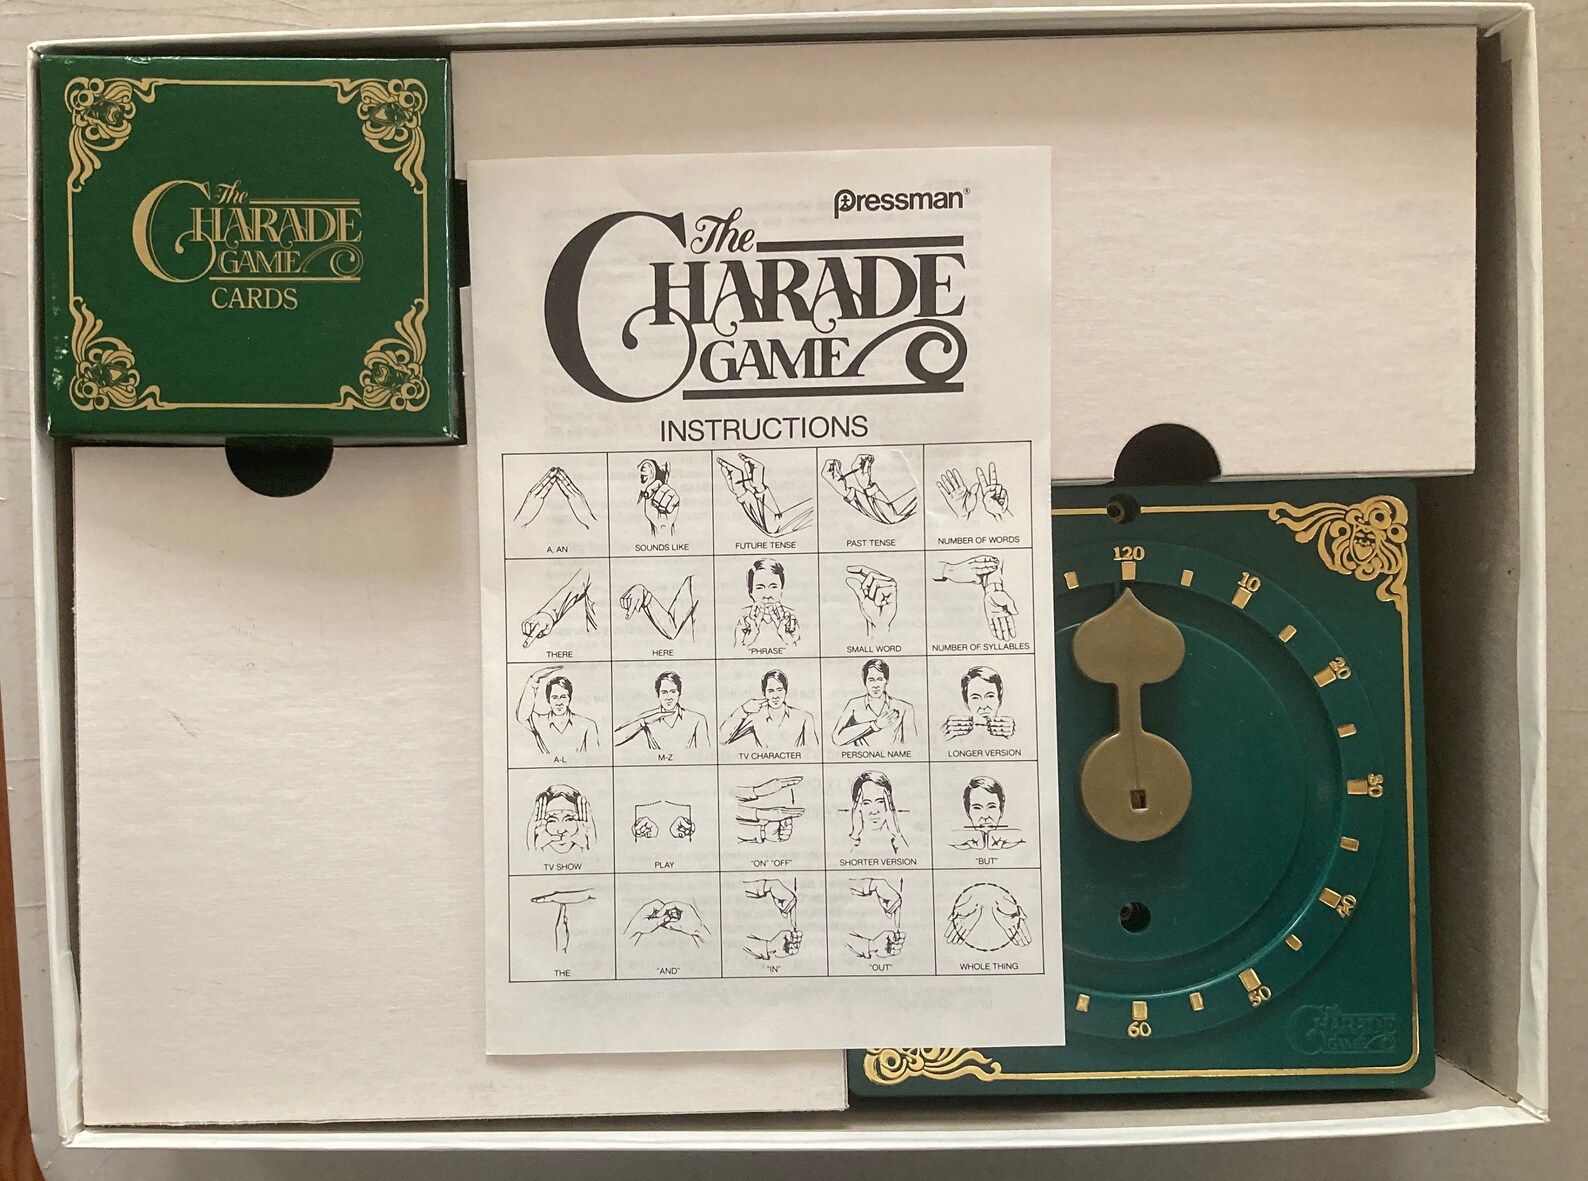 The
CHARADE
GAME
CARDS
Pressman®
The
CHARADE
GAME
INSTRUCTIONS
A, AN
SOUNDS LIKE
FUTURE TENSE
PAST TENSE
NUMBER OF WORDS
THERE
HERE
"PHRASE"
SMALL WORD
NUMBER OF SYLLABLES
A-L
M-Z
TV CHARACTER
PERSONAL NAME
LONGER VERSION
TV SHOW
PLAY
"ON" "OFF"
SHORTER VERSION
"BUT"
THE
"AND"
"IN"
"OUT"
WHOLE THING
120
10
20
30
40
50
60
The
CHARADE
GAME